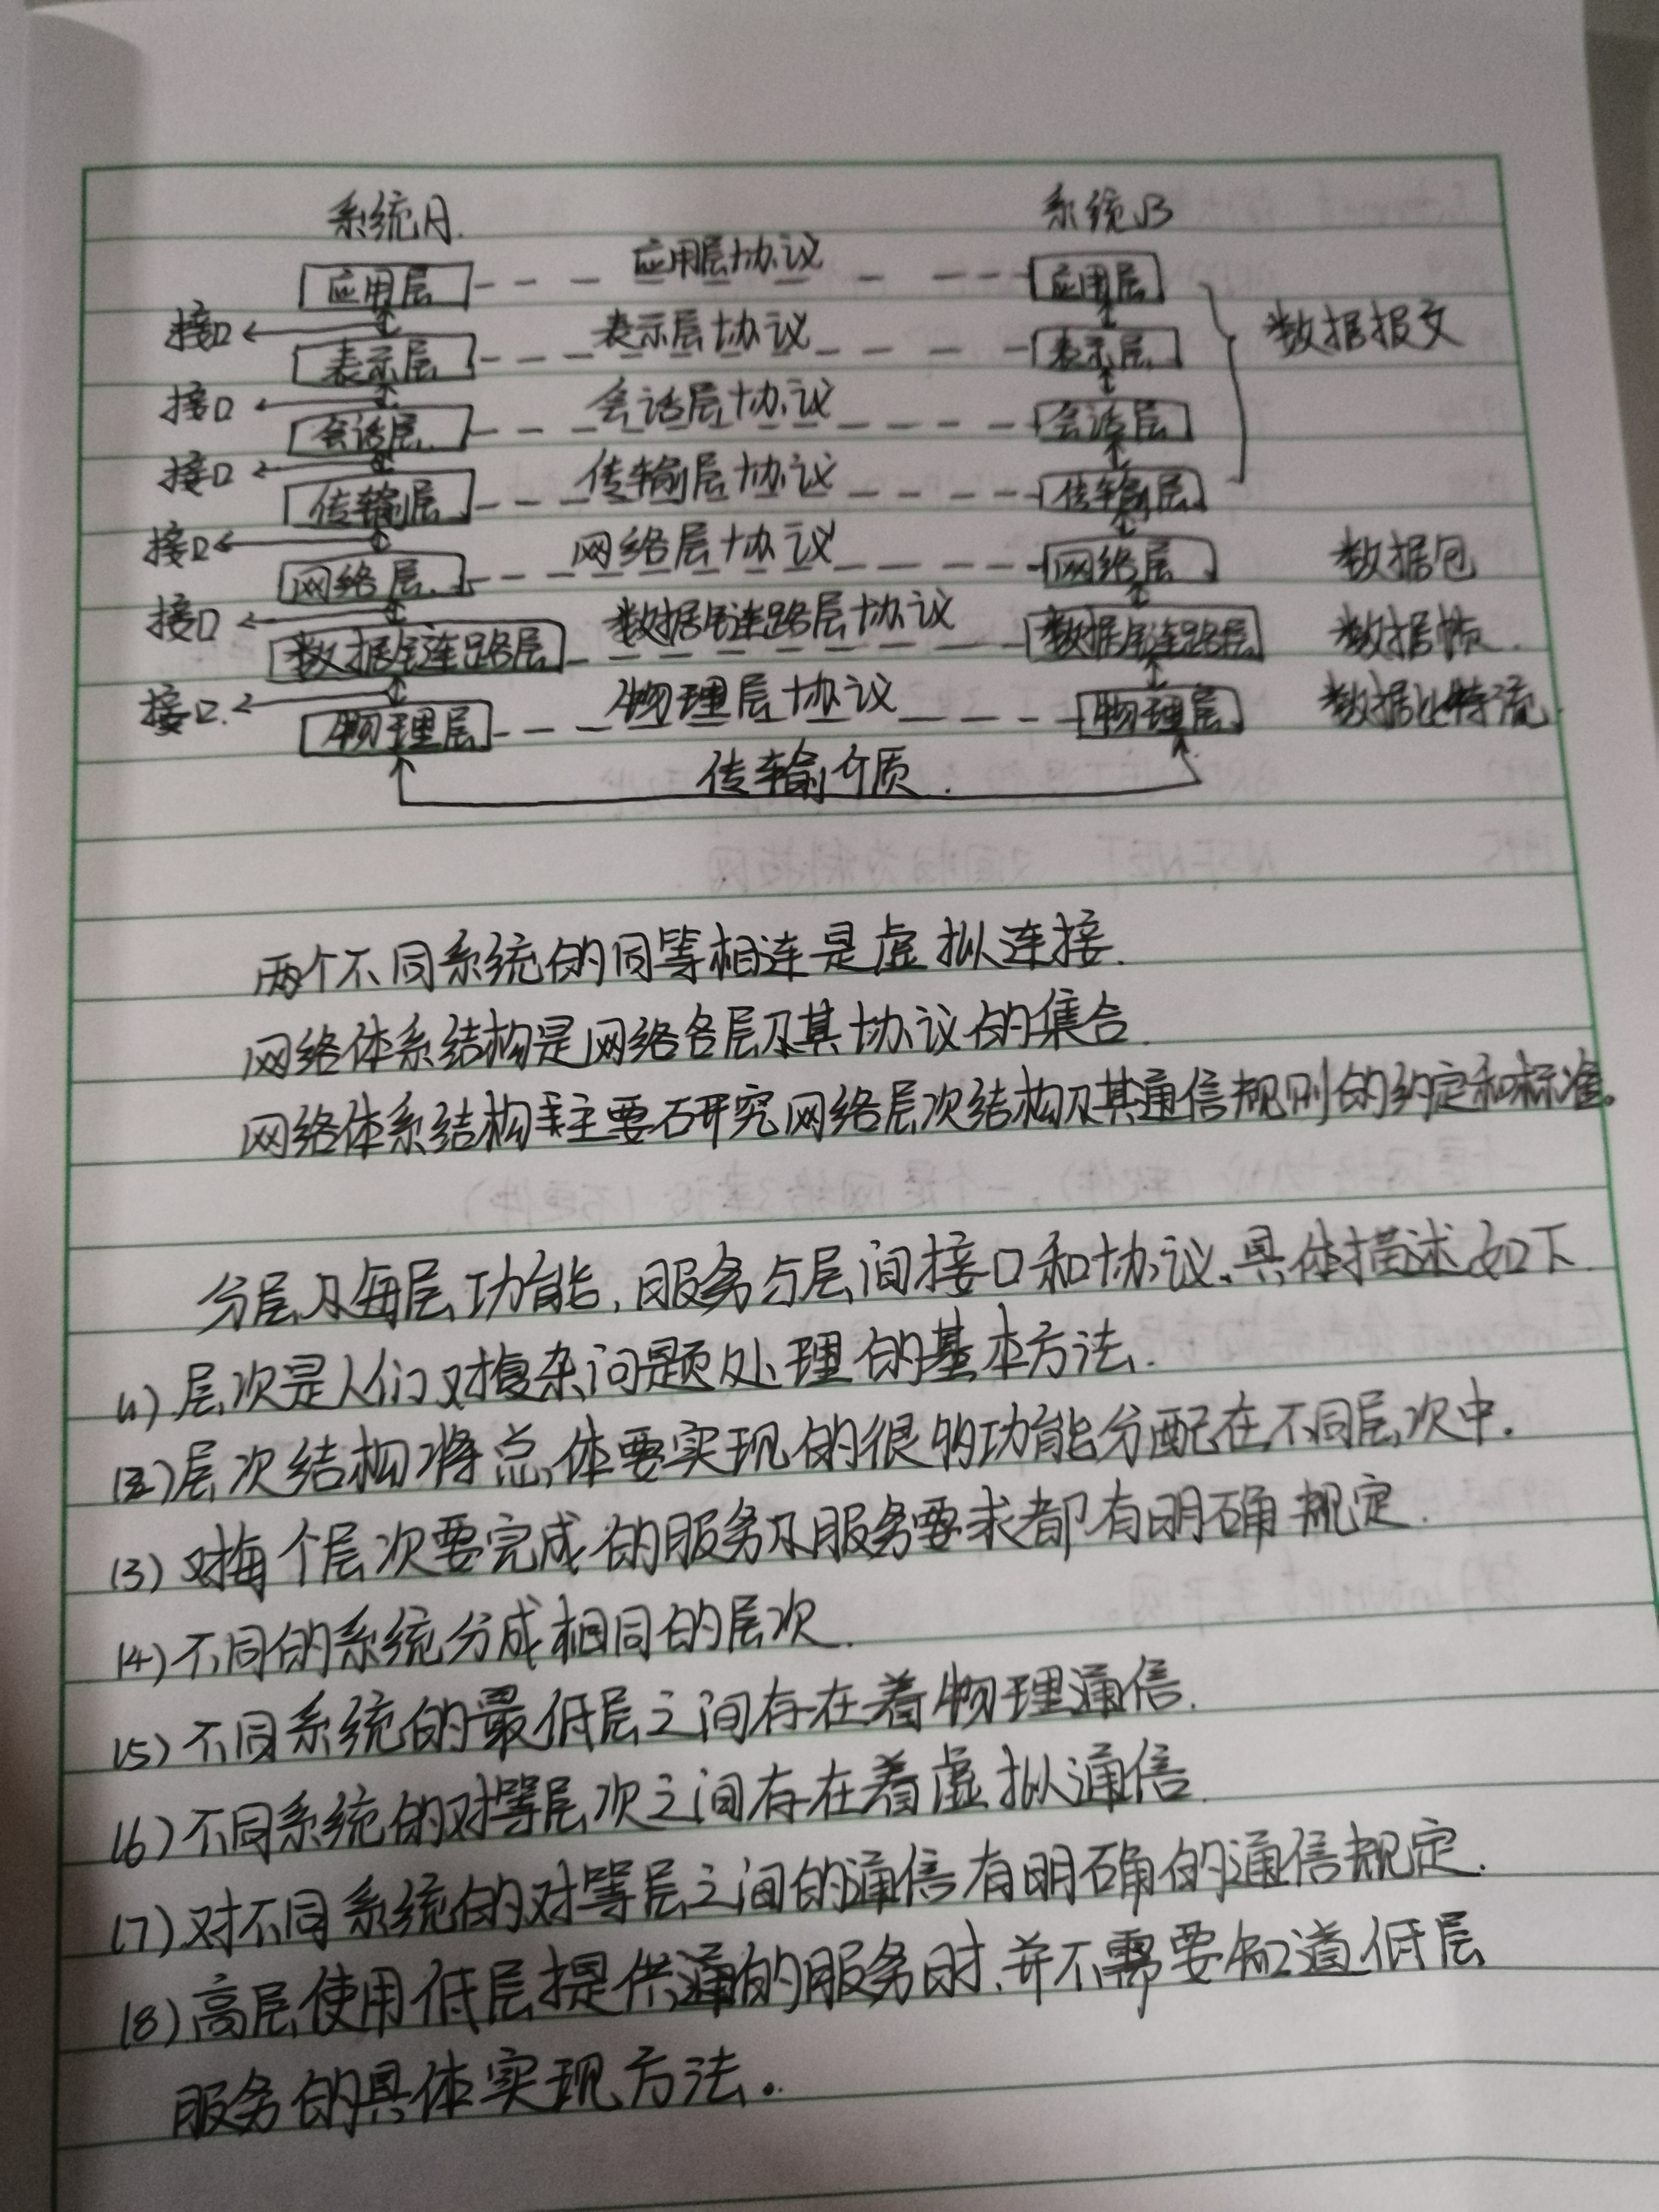 系统A. 系统B
应用层 应用层协议 应用层
接口 数据报文
表示层 表示层协议 表示层
接口
会话层 会话层协议 会话层
接口
传输层 传输层协议 传输层
接口
网络层 网络层协议 网络层 数据包
接口
数据链连路层 数据链连路层协议 数据链连路层 数据帧.
接口.
物理层 物理层协议 物理层 数据比特流.
传输介质.
两个不同系统的同等相连是虚拟连接.
网络体系结构是网络各层及其协议的集合.
网络体系结构主要研究网络层次结构及其通信规则的约定和标准。
分层及每层功能,服务与层间接口和协议.具体描述如下.
(1)层次是人们对复杂问题处理的基本方法.
(2)层次结构将总体要实现的很多功能分配在不同层次中.
(3)对每个层次要完成的服务及服务要求都有明确规定.
(4)不同的系统分成相同的层次.
(5)不同系统的最低层之间存在着物理通信.
(6)不同系统的对等层次之间存在着虚拟通信.
(7)对不同系统的对等层之间的通信有明确的通信规定.
(8)高层使用低层提供的服务时.并不需要知道低层
服务的具体实现方法.